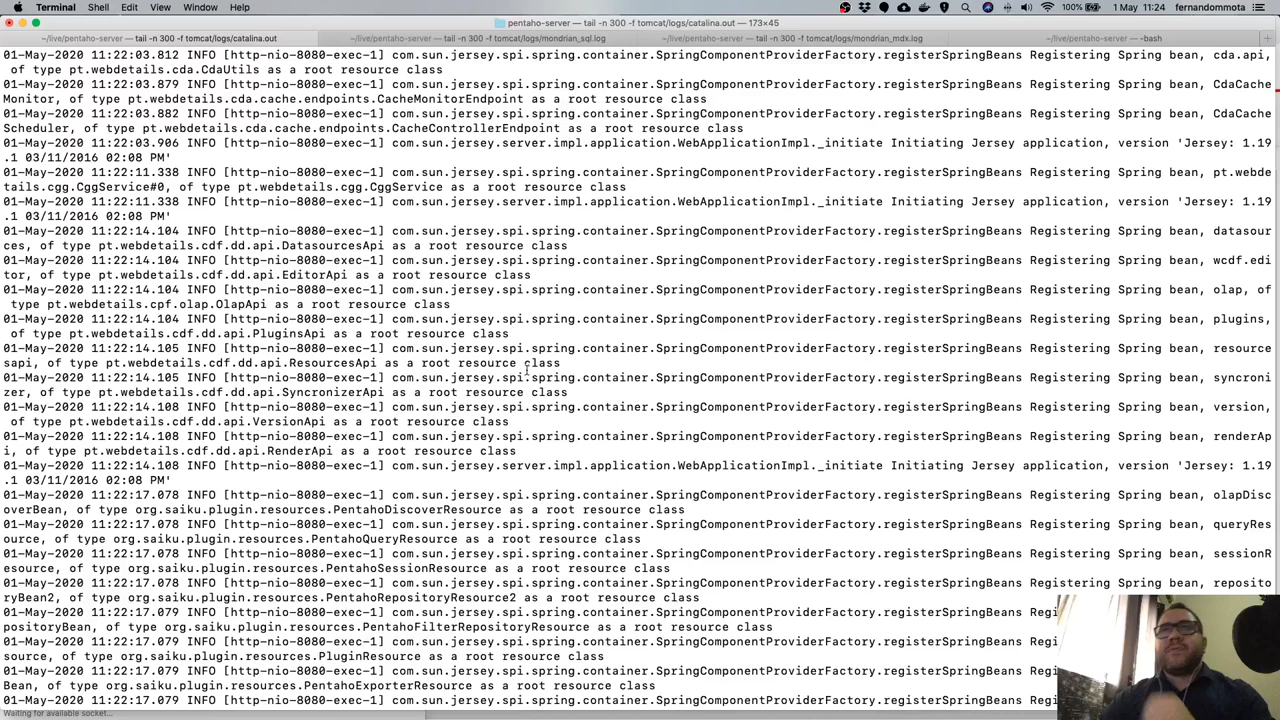 Terminal Shell Edit View Window Help 100% 1 May 11:24 fernandommota
pentaho-server — tail -n 300 -f tomcat/logs/catalina.out — 173×45
~/live/pentaho-server — tail -n 300 -f tomcat/logs/catalina.out
~/live/pentaho-server — tail -n 300 -f tomcat/logs/mondrian_sql.log
~/live/pentaho-server — tail -n 300 -f tomcat/logs/mondrian_mdx.log
~/live/pentaho-server — -bash
01-May-2020 11:22:03.812 INFO [http-nio-8080-exec-1] com.sun.jersey.spi.spring.container.SpringComponentProviderFactory.registerSpringBeans Registering Spring bean, cda.api,
of type pt.webdetails.cda.CdaUtils as a root resource class
01-May-2020 11:22:03.879 INFO [http-nio-8080-exec-1] com.sun.jersey.spi.spring.container.SpringComponentProviderFactory.registerSpringBeans Registering Spring bean, CdaCache
Monitor, of type pt.webdetails.cda.cache.endpoints.CacheMonitorEndpoint as a root resource class
01-May-2020 11:22:03.882 INFO [http-nio-8080-exec-1] com.sun.jersey.spi.spring.container.SpringComponentProviderFactory.registerSpringBeans Registering Spring bean, CdaCache
Scheduler, of type pt.webdetails.cda.cache.endpoints.CacheControllerEndpoint as a root resource class
01-May-2020 11:22:03.906 INFO [http-nio-8080-exec-1] com.sun.jersey.server.impl.application.WebApplicationImpl._initiate Initiating Jersey application, version 'Jersey: 1.19
.1 03/11/2016 02:08 PM'
01-May-2020 11:22:11.338 INFO [http-nio-8080-exec-1] com.sun.jersey.spi.spring.container.SpringComponentProviderFactory.registerSpringBeans Registering Spring bean, pt.webde
tails.cgg.CggService#0, of type pt.webdetails.cgg.CggService as a root resource class
01-May-2020 11:22:11.338 INFO [http-nio-8080-exec-1] com.sun.jersey.server.impl.application.WebApplicationImpl._initiate Initiating Jersey application, version 'Jersey: 1.19
.1 03/11/2016 02:08 PM'
01-May-2020 11:22:14.104 INFO [http-nio-8080-exec-1] com.sun.jersey.spi.spring.container.SpringComponentProviderFactory.registerSpringBeans Registering Spring bean, datasour
ces, of type pt.webdetails.cdf.dd.api.DatasourcesApi as a root resource class
01-May-2020 11:22:14.104 INFO [http-nio-8080-exec-1] com.sun.jersey.spi.spring.container.SpringComponentProviderFactory.registerSpringBeans Registering Spring bean, wcdf.edi
tor, of type pt.webdetails.cdf.dd.api.EditorApi as a root resource class
01-May-2020 11:22:14.104 INFO [http-nio-8080-exec-1] com.sun.jersey.spi.spring.container.SpringComponentProviderFactory.registerSpringBeans Registering Spring bean, olap, of
type pt.webdetails.cpf.olap.OlapApi as a root resource class
01-May-2020 11:22:14.104 INFO [http-nio-8080-exec-1] com.sun.jersey.spi.spring.container.SpringComponentProviderFactory.registerSpringBeans Registering Spring bean, plugins,
of type pt.webdetails.cdf.dd.api.PluginsApi as a root resource class
01-May-2020 11:22:14.105 INFO [http-nio-8080-exec-1] com.sun.jersey.spi.spring.container.SpringComponentProviderFactory.registerSpringBeans Registering Spring bean, resource
sapi, of type pt.webdetails.cdf.dd.api.ResourcesApi as a root resource class
01-May-2020 11:22:14.105 INFO [http-nio-8080-exec-1] com.sun.jersey.spi.spring.container.SpringComponentProviderFactory.registerSpringBeans Registering Spring bean, syncroni
zer, of type pt.webdetails.cdf.dd.api.SyncronizerApi as a root resource class
01-May-2020 11:22:14.108 INFO [http-nio-8080-exec-1] com.sun.jersey.spi.spring.container.SpringComponentProviderFactory.registerSpringBeans Registering Spring bean, version,
of type pt.webdetails.cdf.dd.api.VersionApi as a root resource class
01-May-2020 11:22:14.108 INFO [http-nio-8080-exec-1] com.sun.jersey.spi.spring.container.SpringComponentProviderFactory.registerSpringBeans Registering Spring bean, renderAp
i, of type pt.webdetails.cdf.dd.api.RenderApi as a root resource class
01-May-2020 11:22:14.108 INFO [http-nio-8080-exec-1] com.sun.jersey.server.impl.application.WebApplicationImpl._initiate Initiating Jersey application, version 'Jersey: 1.19
.1 03/11/2016 02:08 PM'
01-May-2020 11:22:17.078 INFO [http-nio-8080-exec-1] com.sun.jersey.spi.spring.container.SpringComponentProviderFactory.registerSpringBeans Registering Spring bean, olapDisc
overBean, of type org.saiku.plugin.resources.PentahoDiscoverResource as a root resource class
01-May-2020 11:22:17.078 INFO [http-nio-8080-exec-1] com.sun.jersey.spi.spring.container.SpringComponentProviderFactory.registerSpringBeans Registering Spring bean, queryRes
ource, of type org.saiku.plugin.resources.PentahoQueryResource as a root resource class
01-May-2020 11:22:17.078 INFO [http-nio-8080-exec-1] com.sun.jersey.spi.spring.container.SpringComponentProviderFactory.registerSpringBeans Registering Spring bean, sessionR
esource, of type org.saiku.plugin.resources.PentahoSessionResource as a root resource class
01-May-2020 11:22:17.078 INFO [http-nio-8080-exec-1] com.sun.jersey.spi.spring.container.SpringComponentProviderFactory.registerSpringBeans Registering Spring bean, reposito
ryBean2, of type org.saiku.plugin.resources.PentahoRepositoryResource2 as a root resource class
01-May-2020 11:22:17.079 INFO [http-nio-8080-exec-1] com.sun.jersey.spi.spring.container.SpringComponentProviderFactory.registerSpringBeans Reg
positoryBean, of type org.saiku.plugin.resources.PentahoFilterRepositoryResource as a root resource class
01-May-2020 11:22:17.079 INFO [http-nio-8080-exec-1] com.sun.jersey.spi.spring.container.SpringComponentProviderFactory.registerSpringBeans Reg
source, of type org.saiku.plugin.resources.PluginResource as a root resource class
01-May-2020 11:22:17.079 INFO [http-nio-8080-exec-1] com.sun.jersey.spi.spring.container.SpringComponentProviderFactory.registerSpringBeans Reg
Bean, of type org.saiku.plugin.resources.PentahoExporterResource as a root resource class
01-May-2020 11:22:17.079 INFO [http-nio-8080-exec-1] com.sun.jersey.spi.spring.container.SpringComponentProviderFactory.registerSpringBeans Reg
Waiting for available socket...